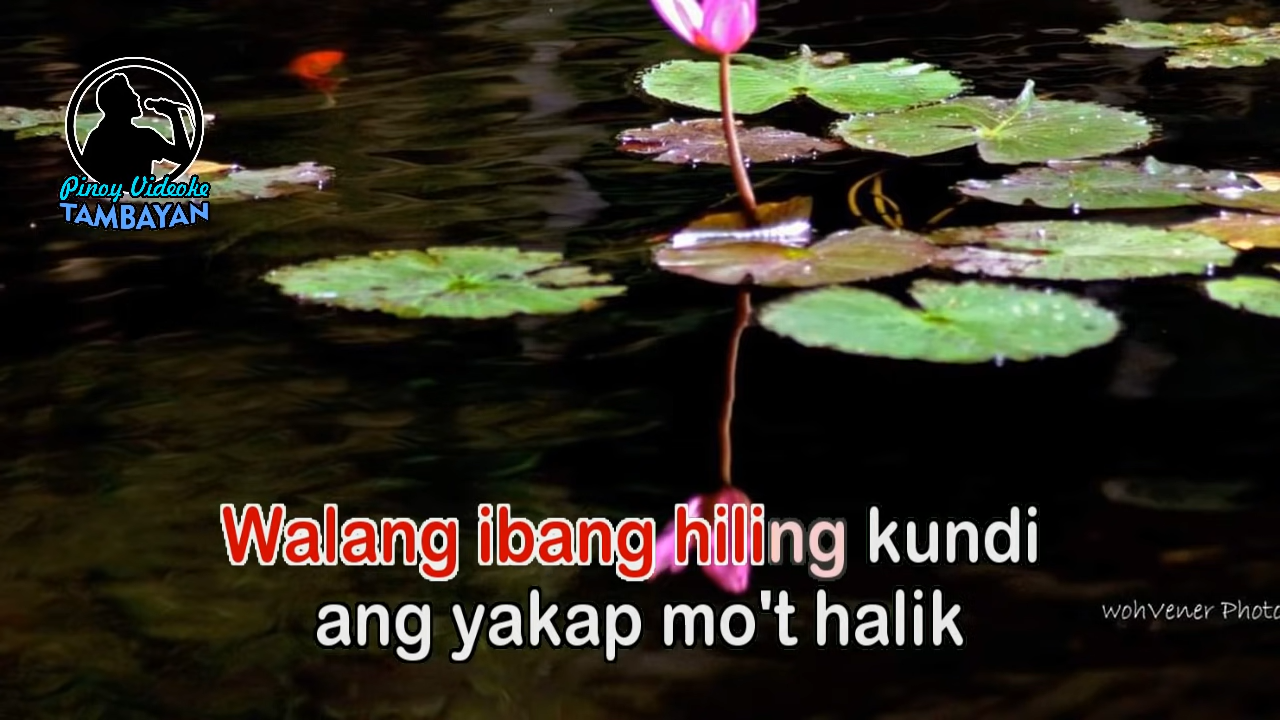 Pinoy Videoke
TAMBAYAN
Walang ibang hiling kundi
ang yakap mo't halik
wohVener Photo